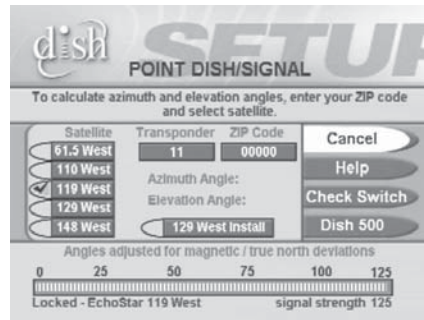 dish
SETUP
POINT DISH/SIGNAL
To calculate azimuth and elevation angles, enter your ZIP code
and select satellite.
Satellite Transponder ZIP Code
61.5 West 11 00000
110 West
119 West
129 West
148 West
Azimuth Angle:
Elevation Angle:
129 West Install
Cancel
Help
Check Switch
Dish 500
Angles adjusted for magnetic / true north deviations
0 25 50 75 100 125
Locked - EchoStar 119 West signal strength 125